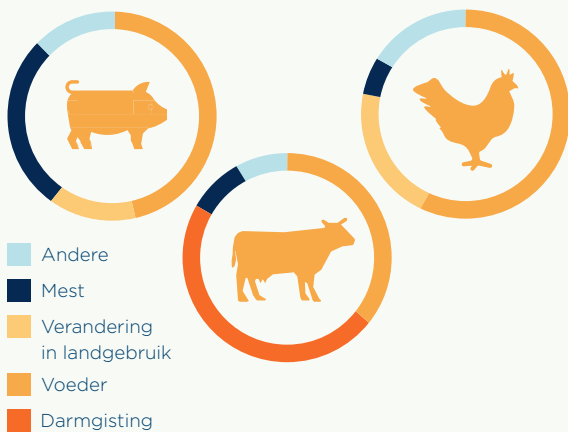 Andere
Mest
Verandering
in landgebruik
Voeder
Darmgisting